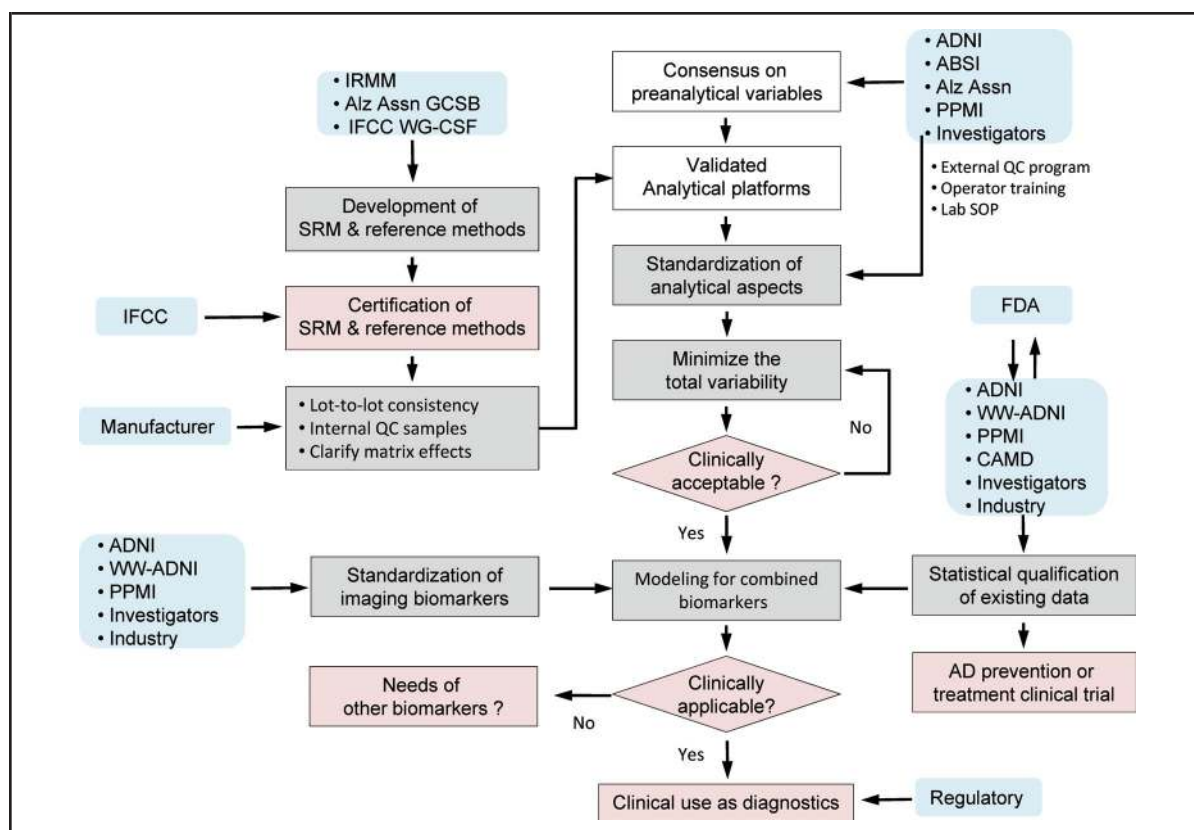 • IRMM
• Alz Assn GCSB
• IFCC WG-CSF
Development of
SRM & reference methods
IFCC
Certification of
SRM & reference methods
Manufacturer
• Lot-to-lot consistency
• Internal QC samples
• Clarify matrix effects
Consensus on
preanalytical variables
• ADNI
• ABSI
• Alz Assn
• PPMI
• Investigators
• External QC program
• Operator training
• Lab SOP
Validated
Analytical platforms
Standardization of
analytical aspects
Minimize the
total variability
No
Clinically
acceptable ?
Yes
FDA
• ADNI
• WW-ADNI
• PPMI
• CAMD
• Investigators
• Industry
• ADNI
• WW-ADNI
• PPMI
• Investigators
• Industry
Standardization of
imaging biomarkers
Modeling for combined
biomarkers
Statistical qualification
of existing data
AD prevention or
treatment clinical trial
Needs of
other biomarkers ?
No
Clinically
applicable?
Yes
Clinical use as diagnostics
Regulatory